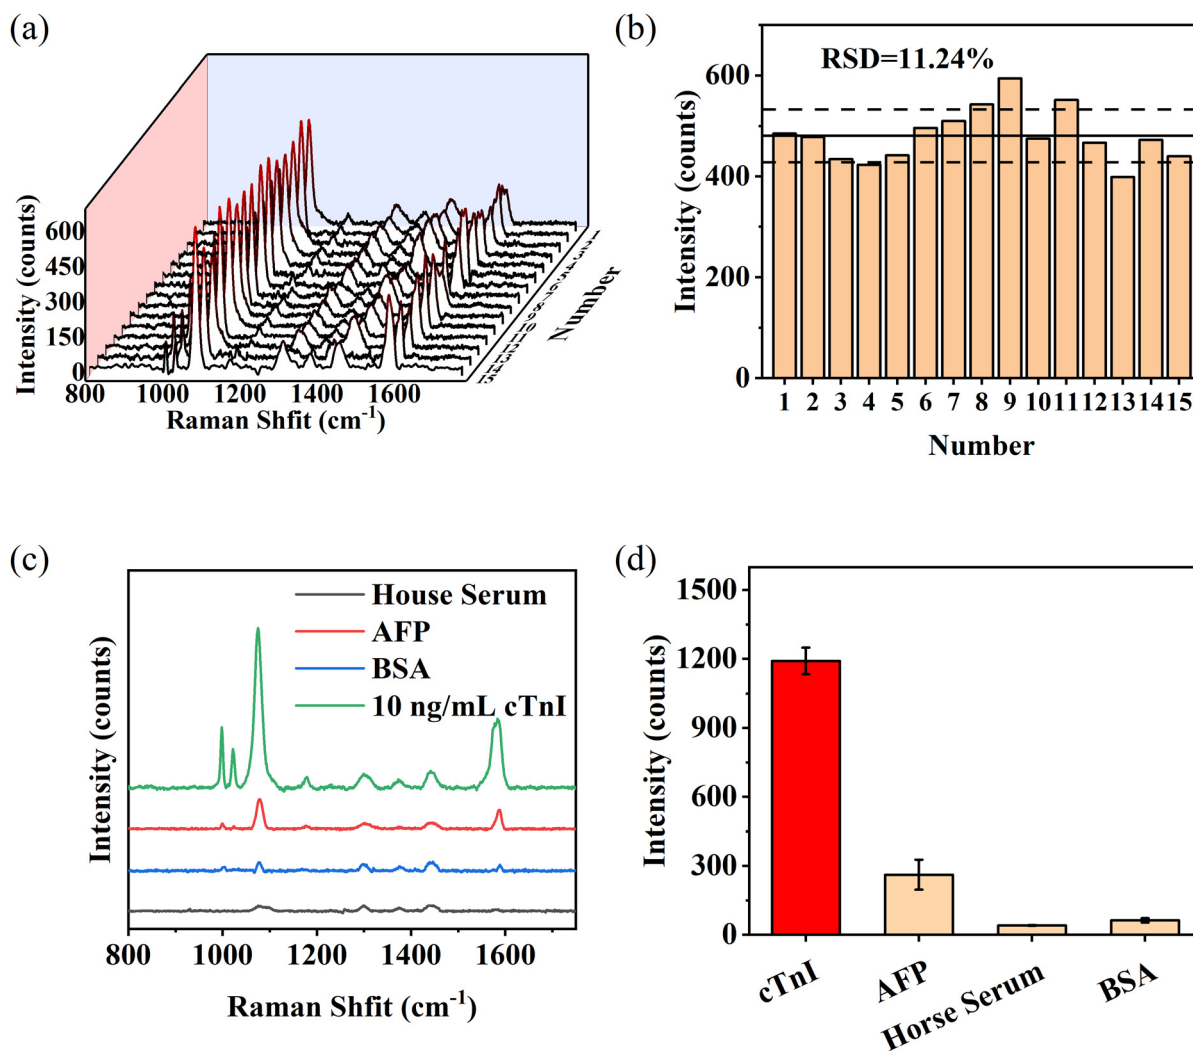 (a)
Intensity (counts)
600
450
300
150
0
800
1000
1200
1400
1600
Raman Shfit (cm⁻¹)
Number
(b)
RSD=11.24%
Intensity (counts)
600
400
200
0
1 2 3 4 5 6 7 8 9 10 11 12 13 14 15
Number
(c)
House Serum
AFP
BSA
10 ng/mL cTnI
Intensity (counts)
800 1000 1200 1400 1600
Raman Shfit (cm⁻¹)
(d)
Intensity (counts)
1500
1200
900
600
300
0
cTnI
AFP
Horse Serum
BSA